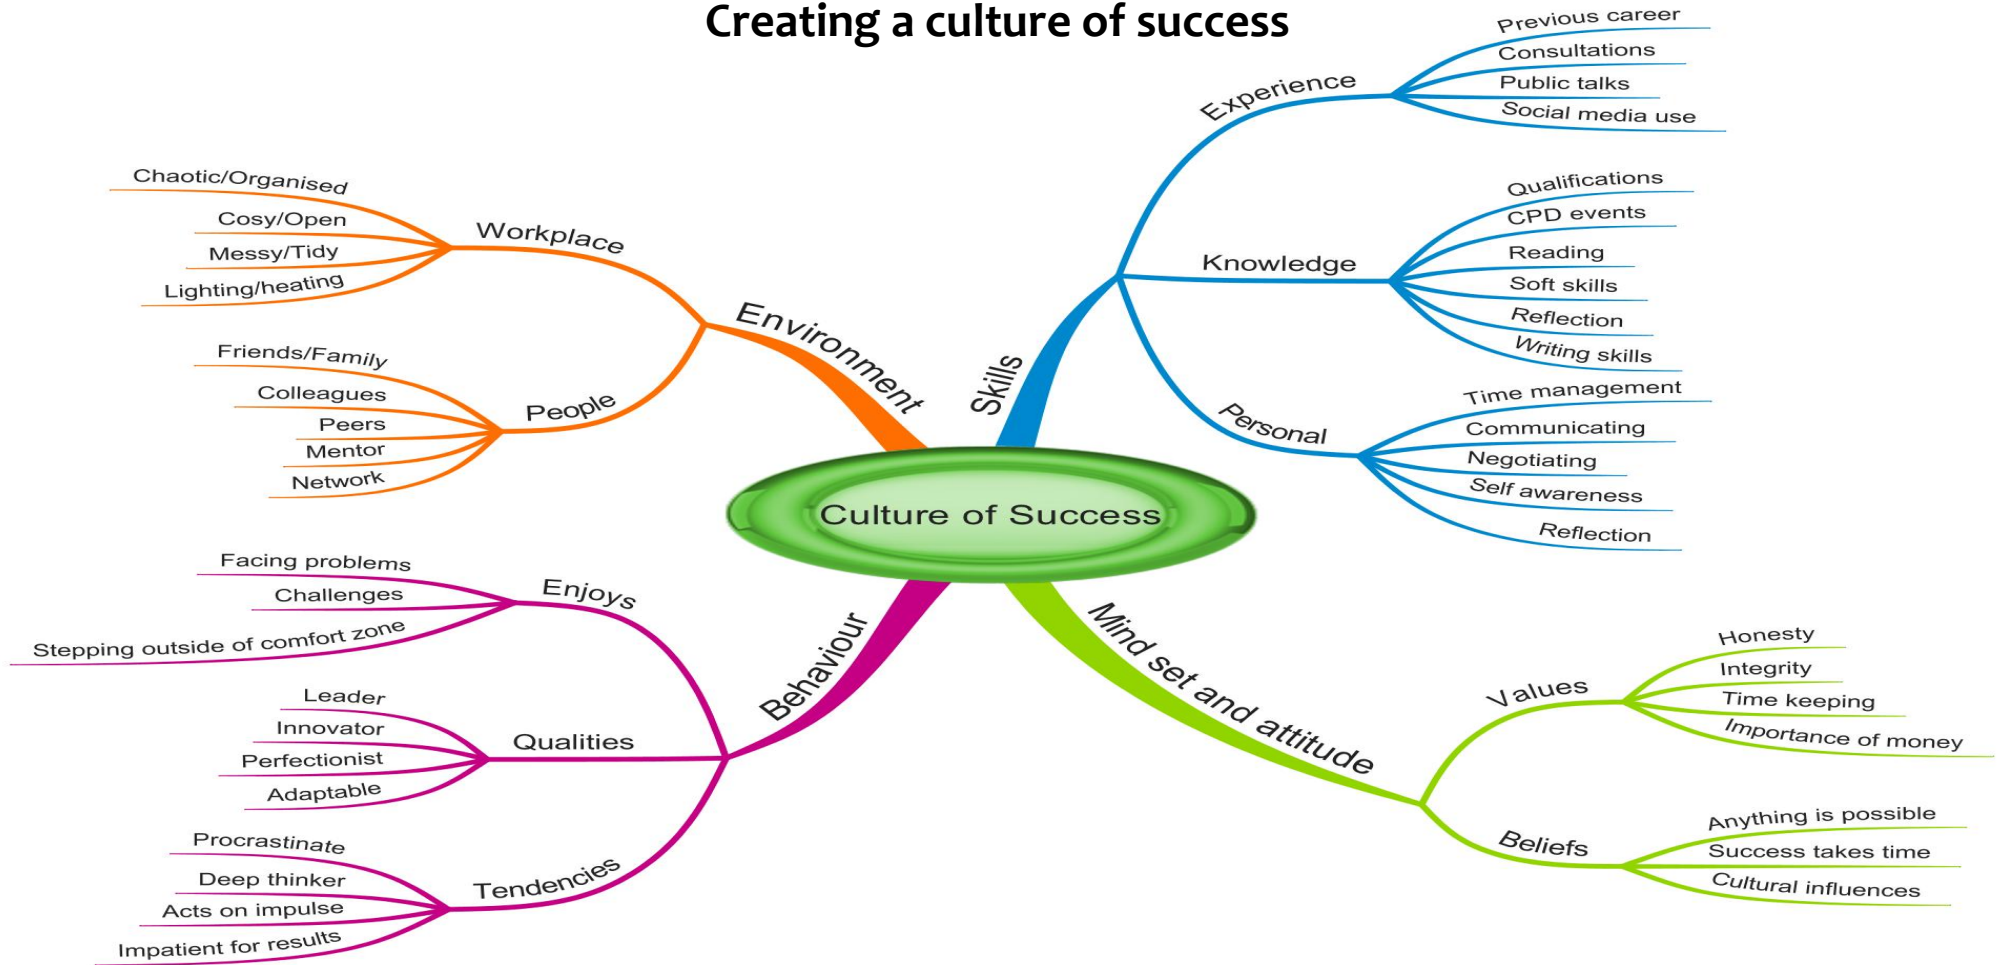 Creating a culture of success
Culture of Success
Skills
Experience
Previous career
Consultations
Public talks
Social media use
Knowledge
Qualifications
CPD events
Reading
Soft skills
Reflection
Writing skills
Personal
Time management
Communicating
Negotiating
Self awareness
Reflection
Mind set and attitude
Values
Honesty
Integrity
Time keeping
Importance of money
Beliefs
Anything is possible
Success takes time
Cultural influences
Behaviour
Enjoys
Facing problems
Challenges
Stepping outside of comfort zone
Qualities
Leader
Innovator
Perfectionist
Adaptable
Tendencies
Procrastinate
Deep thinker
Acts on impulse
Impatient for results
Environment
Workplace
Chaotic/Organised
Cosy/Open
Messy/Tidy
Lighting/heating
People
Friends/Family
Colleagues
Peers
Mentor
Network